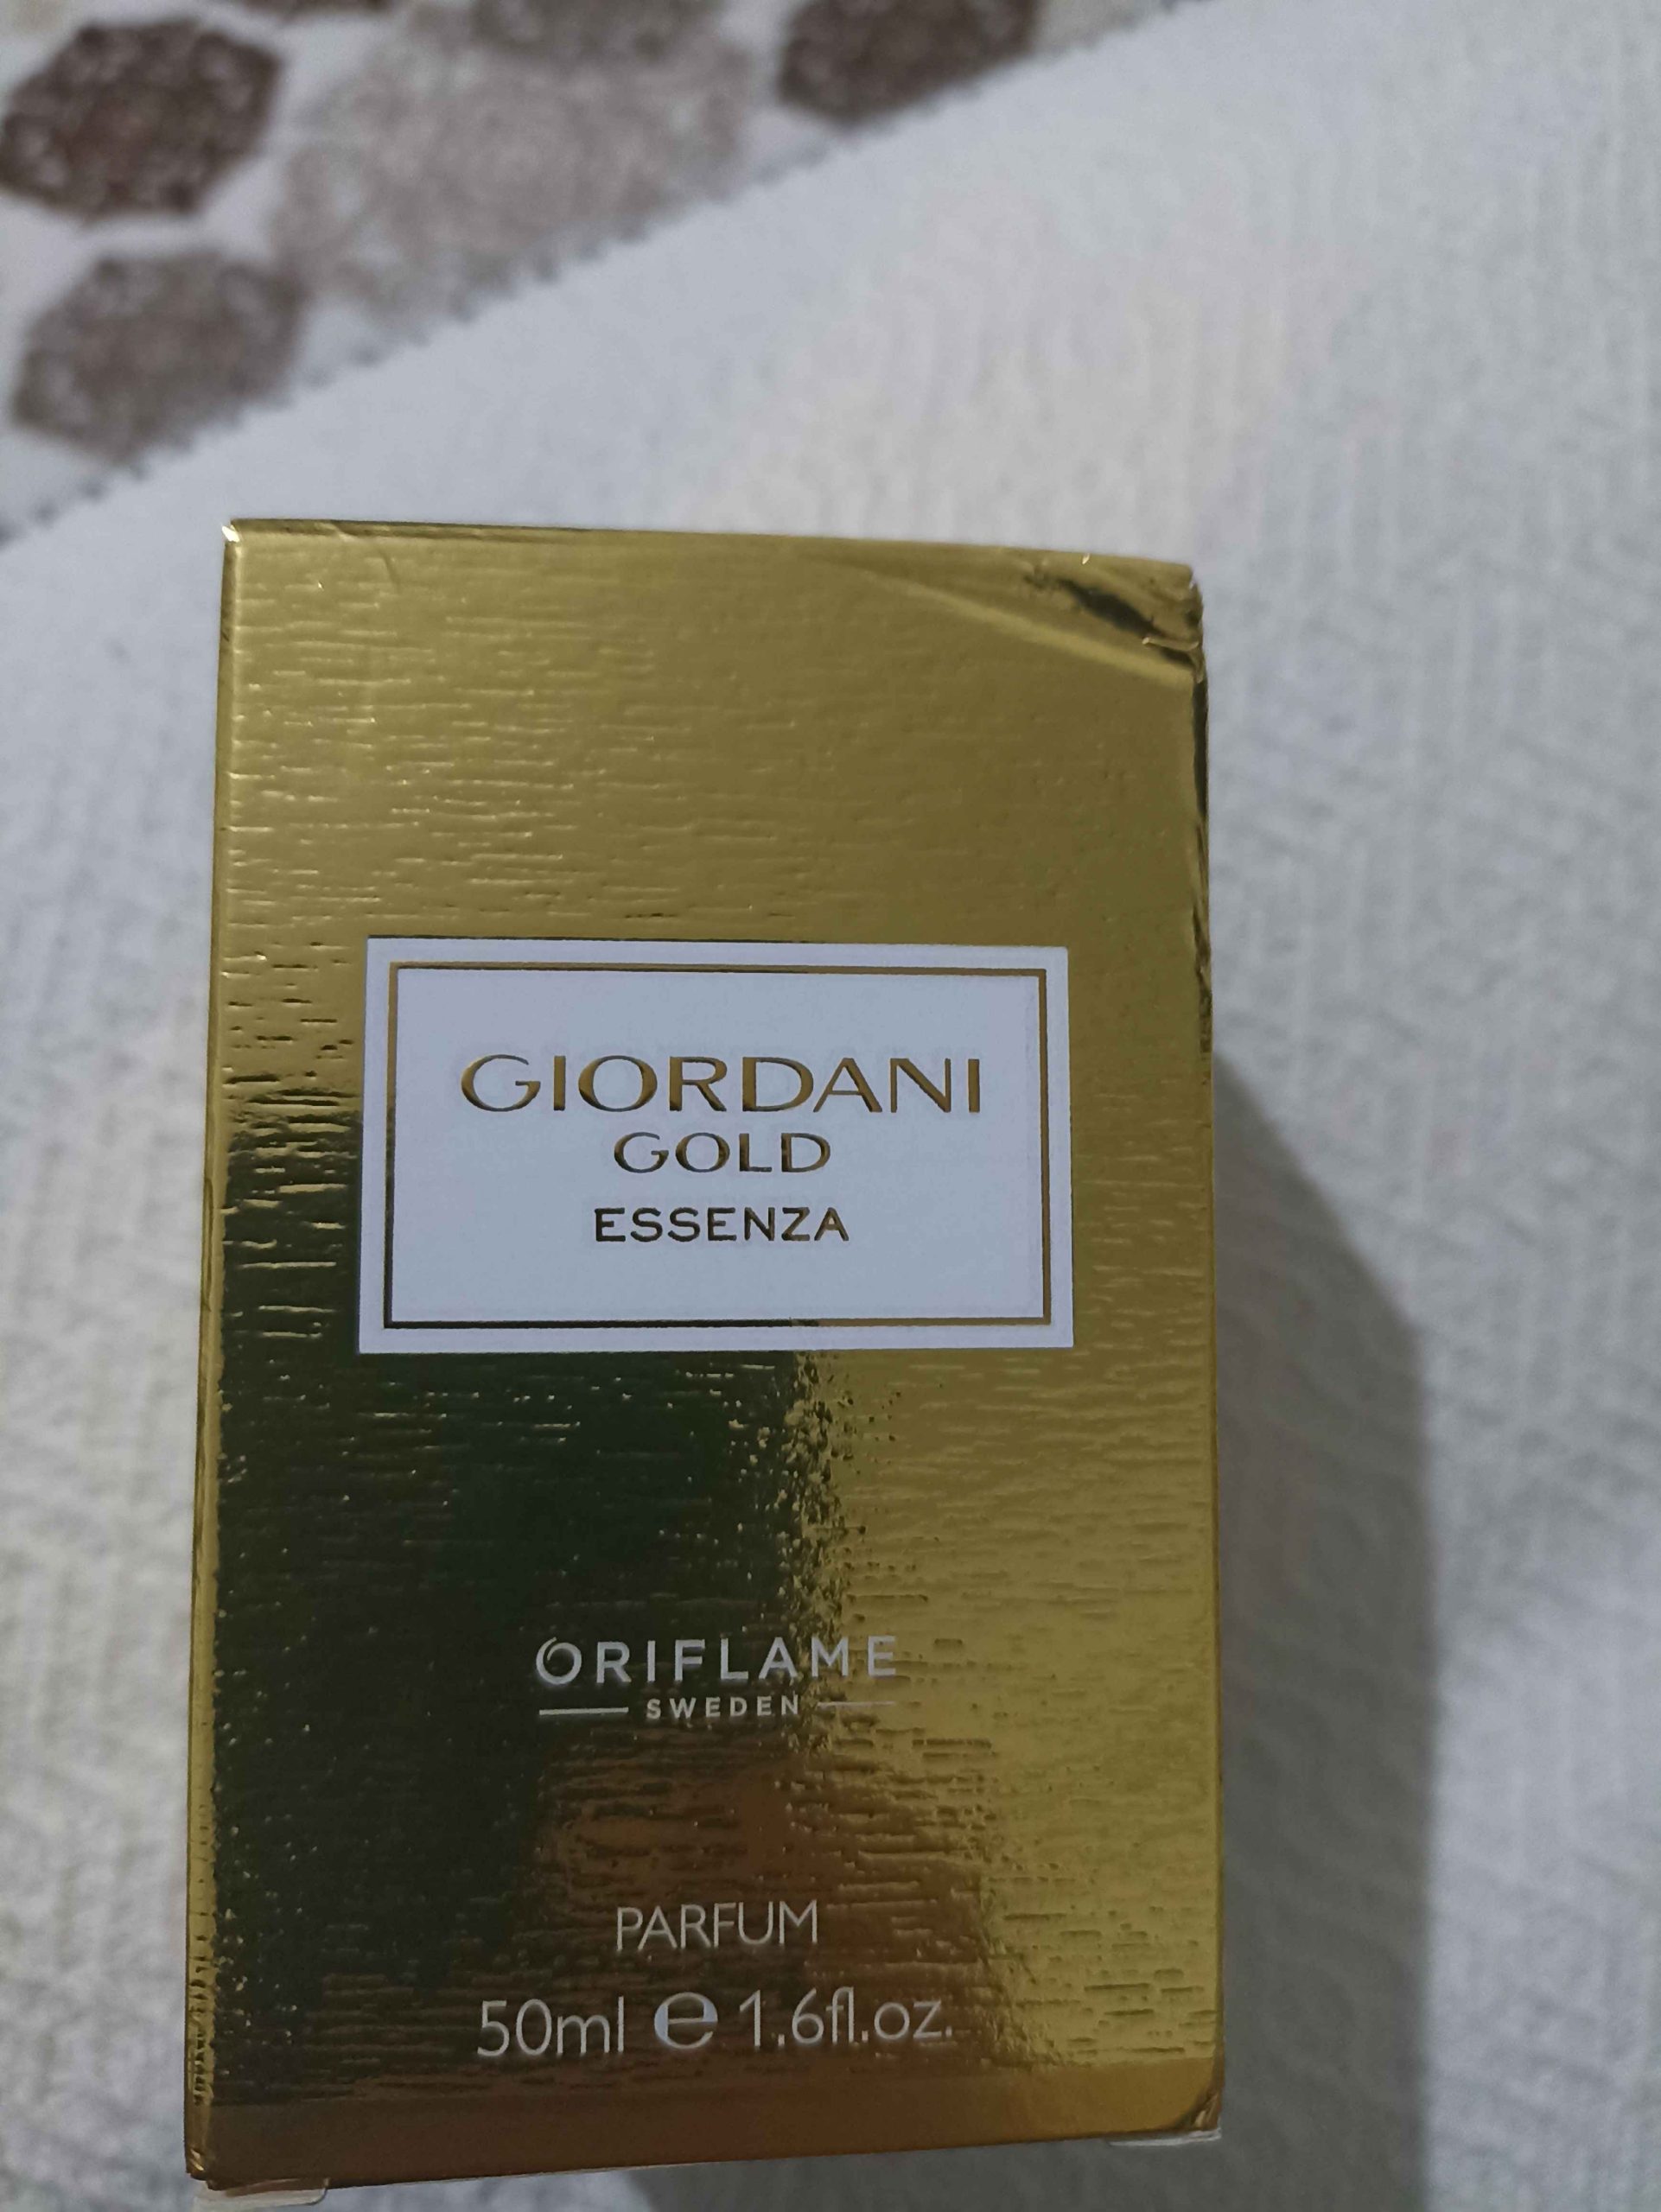 GIORDANI
GOLD
ESSENZA
ORIFLAME
SWEDEN
PARFUM
50ml ℮ 1.6fl.oz.